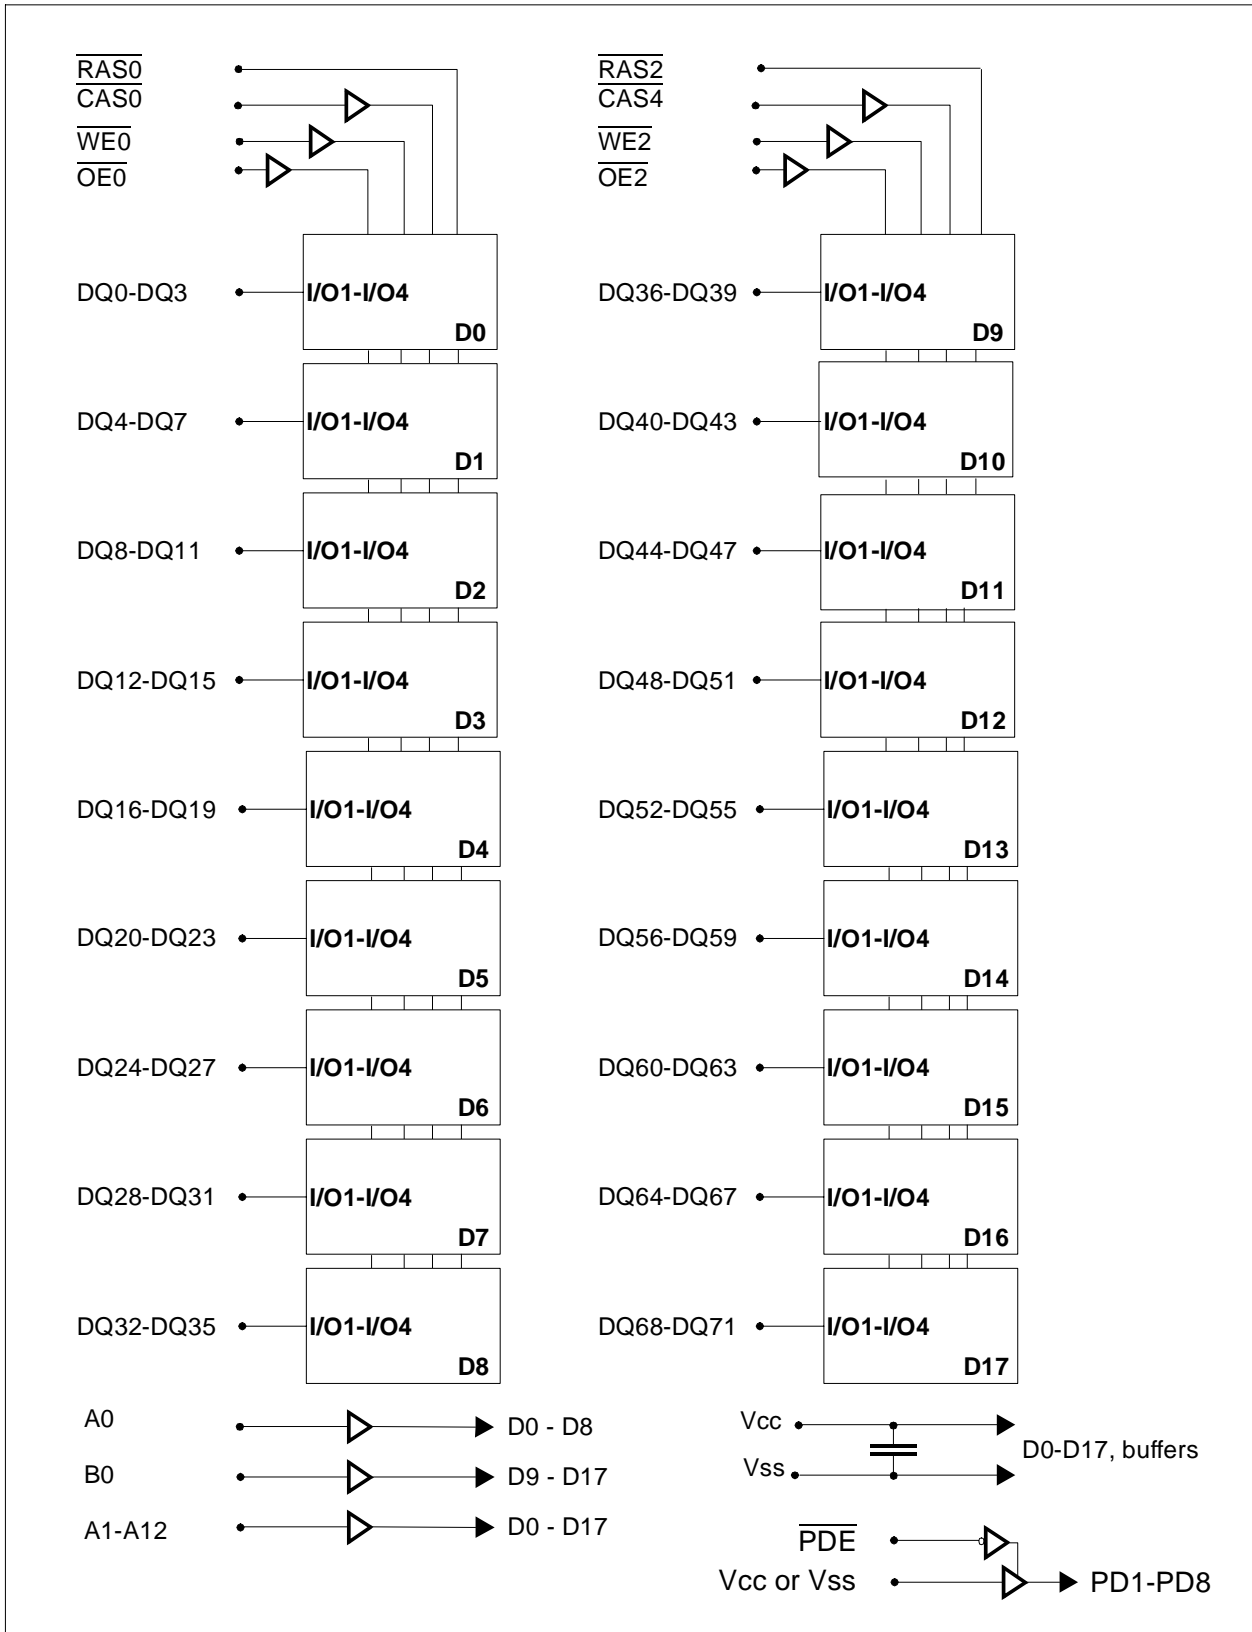 RAS0
CAS0
WE0
OE0
DQ0-DQ3
I/O1-I/O4
D0
DQ4-DQ7
I/O1-I/O4
D1
DQ8-DQ11
I/O1-I/O4
D2
DQ12-DQ15
I/O1-I/O4
D3
DQ16-DQ19
I/O1-I/O4
D4
DQ20-DQ23
I/O1-I/O4
D5
DQ24-DQ27
I/O1-I/O4
D6
DQ28-DQ31
I/O1-I/O4
D7
DQ32-DQ35
I/O1-I/O4
D8
RAS2
CAS4
WE2
OE2
DQ36-DQ39
I/O1-I/O4
D9
DQ40-DQ43
I/O1-I/O4
D10
DQ44-DQ47
I/O1-I/O4
D11
DQ48-DQ51
I/O1-I/O4
D12
DQ52-DQ55
I/O1-I/O4
D13
DQ56-DQ59
I/O1-I/O4
D14
DQ60-DQ63
I/O1-I/O4
D15
DQ64-DQ67
I/O1-I/O4
D16
DQ68-DQ71
I/O1-I/O4
D17
A0
D0 - D8
B0
D9 - D17
A1-A12
D0 - D17
Vcc
Vss
D0-D17, buffers
PDE
Vcc or Vss
PD1-PD8